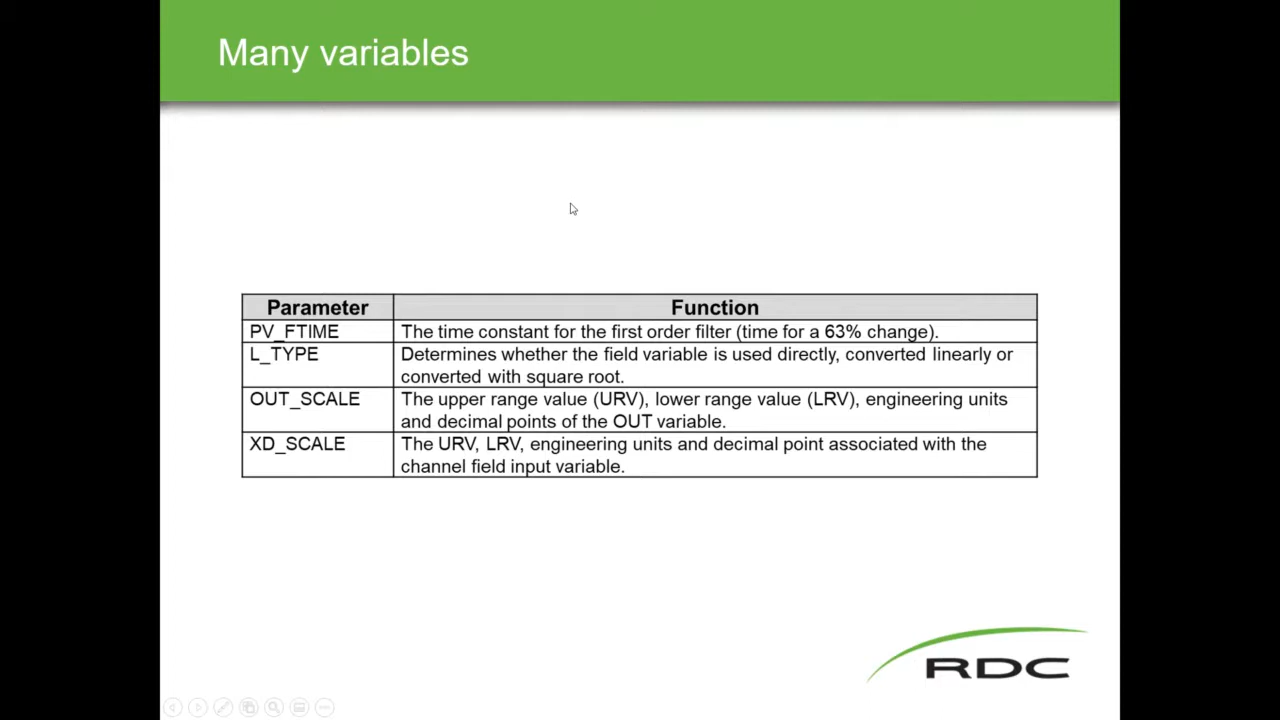 Many variables
Parameter Function
PV_FTIME The time constant for the first order filter (time for a 63% change).
L_TYPE Determines whether the field variable is used directly, converted linearly or
converted with square root.
OUT_SCALE The upper range value (URV), lower range value (LRV), engineering units
and decimal points of the OUT variable.
XD_SCALE The URV, LRV, engineering units and decimal point associated with the
channel field input variable.
RDC